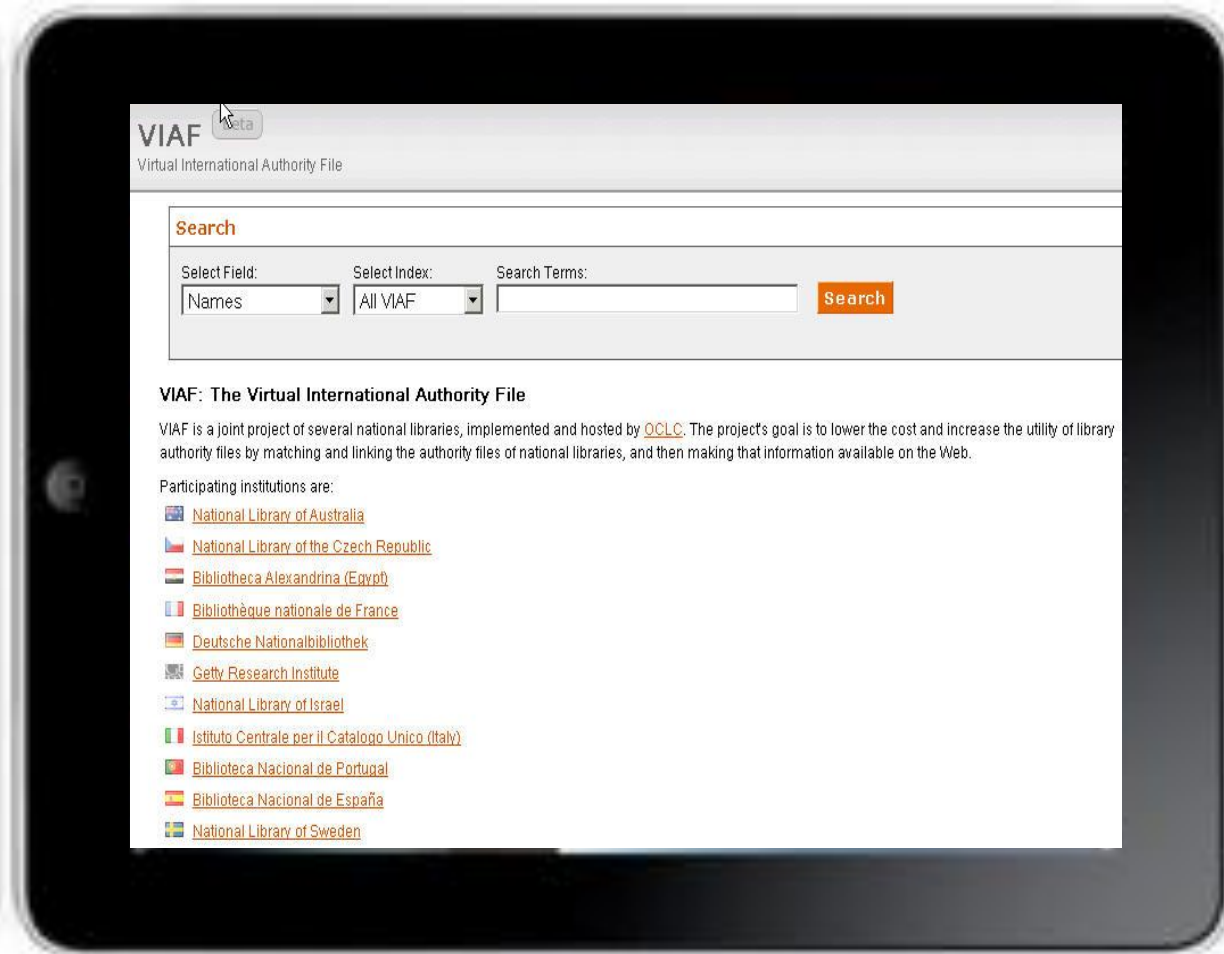 VIAF Beta
Virtual International Authority File
Search
Select Field: Select Index: Search Terms:
Names All VIAF Search
VIAF: The Virtual International Authority File
VIAF is a joint project of several national libraries, implemented and hosted by OCLC. The project's goal is to lower the cost and increase the utility of library
authority files by matching and linking the authority files of national libraries, and then making that information available on the Web.
Participating institutions are:
National Library of Australia
National Library of the Czech Republic
Bibliotheca Alexandrina (Egypt)
Bibliothèque nationale de France
Deutsche Nationalbibliothek
Getty Research Institute
National Library of Israel
Istituto Centrale per il Catalogo Unico (Italy)
Biblioteca Nacional de Portugal
Biblioteca Nacional de España
National Library of Sweden